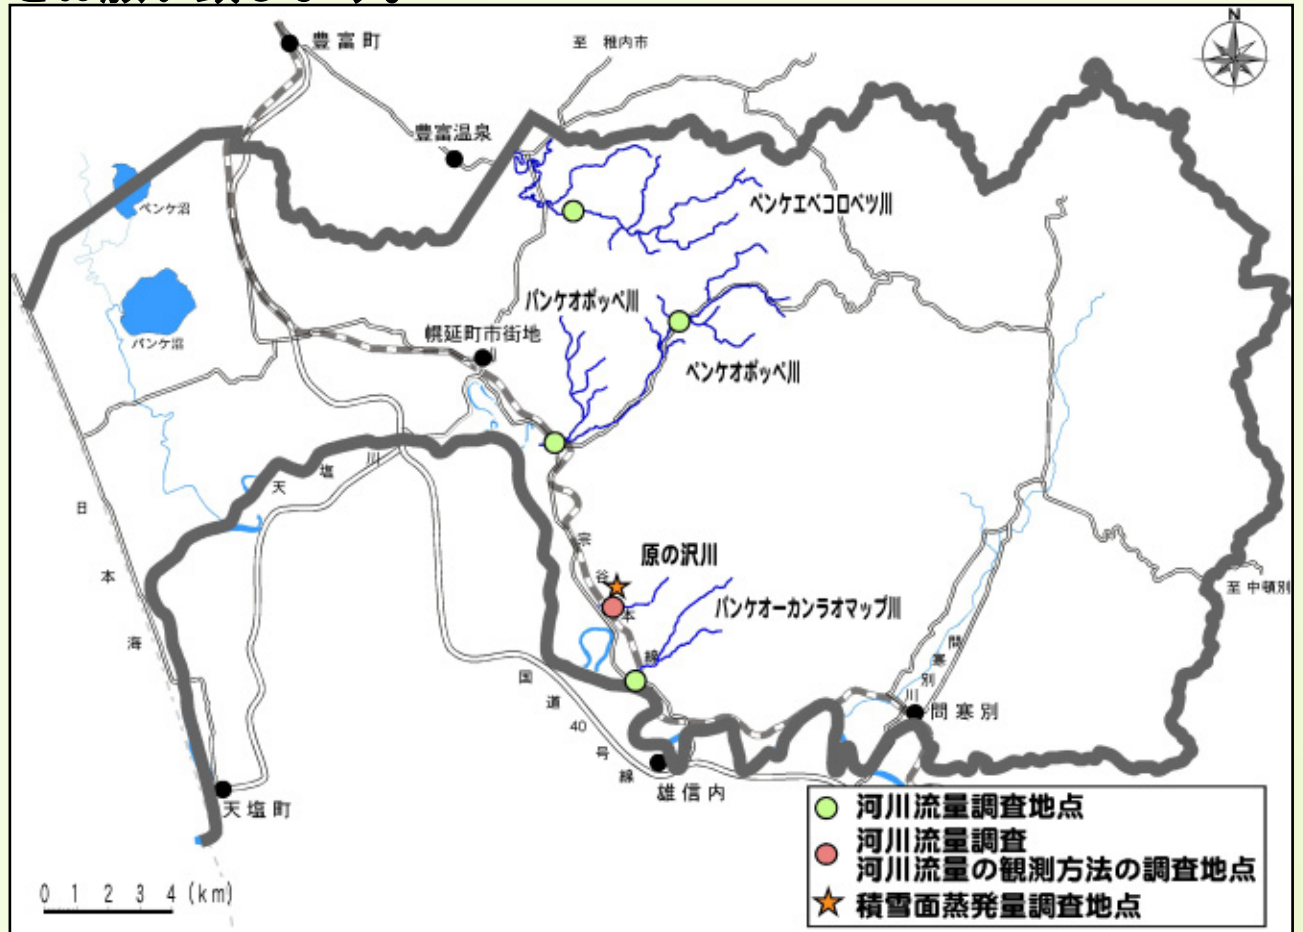 N
豊富町
至 稚内市
豊富温泉
ペンケ沼
ペンケエベコロベツ川
パンケ沼
パンケオポッペ川
幌延町市街地
ペンケオポッペ川
天塩川
日本海
宗谷本線
原の沢川
パンケオーカンラオマップ川
至 中頓別
問寒別川
国道40号線
問寒別
雄信内
天塩町
河川流量調査地点
河川流量調査
河川流量の観測方法の調査地点
積雪面蒸発量調査地点
0 1 2 3 4 (km)